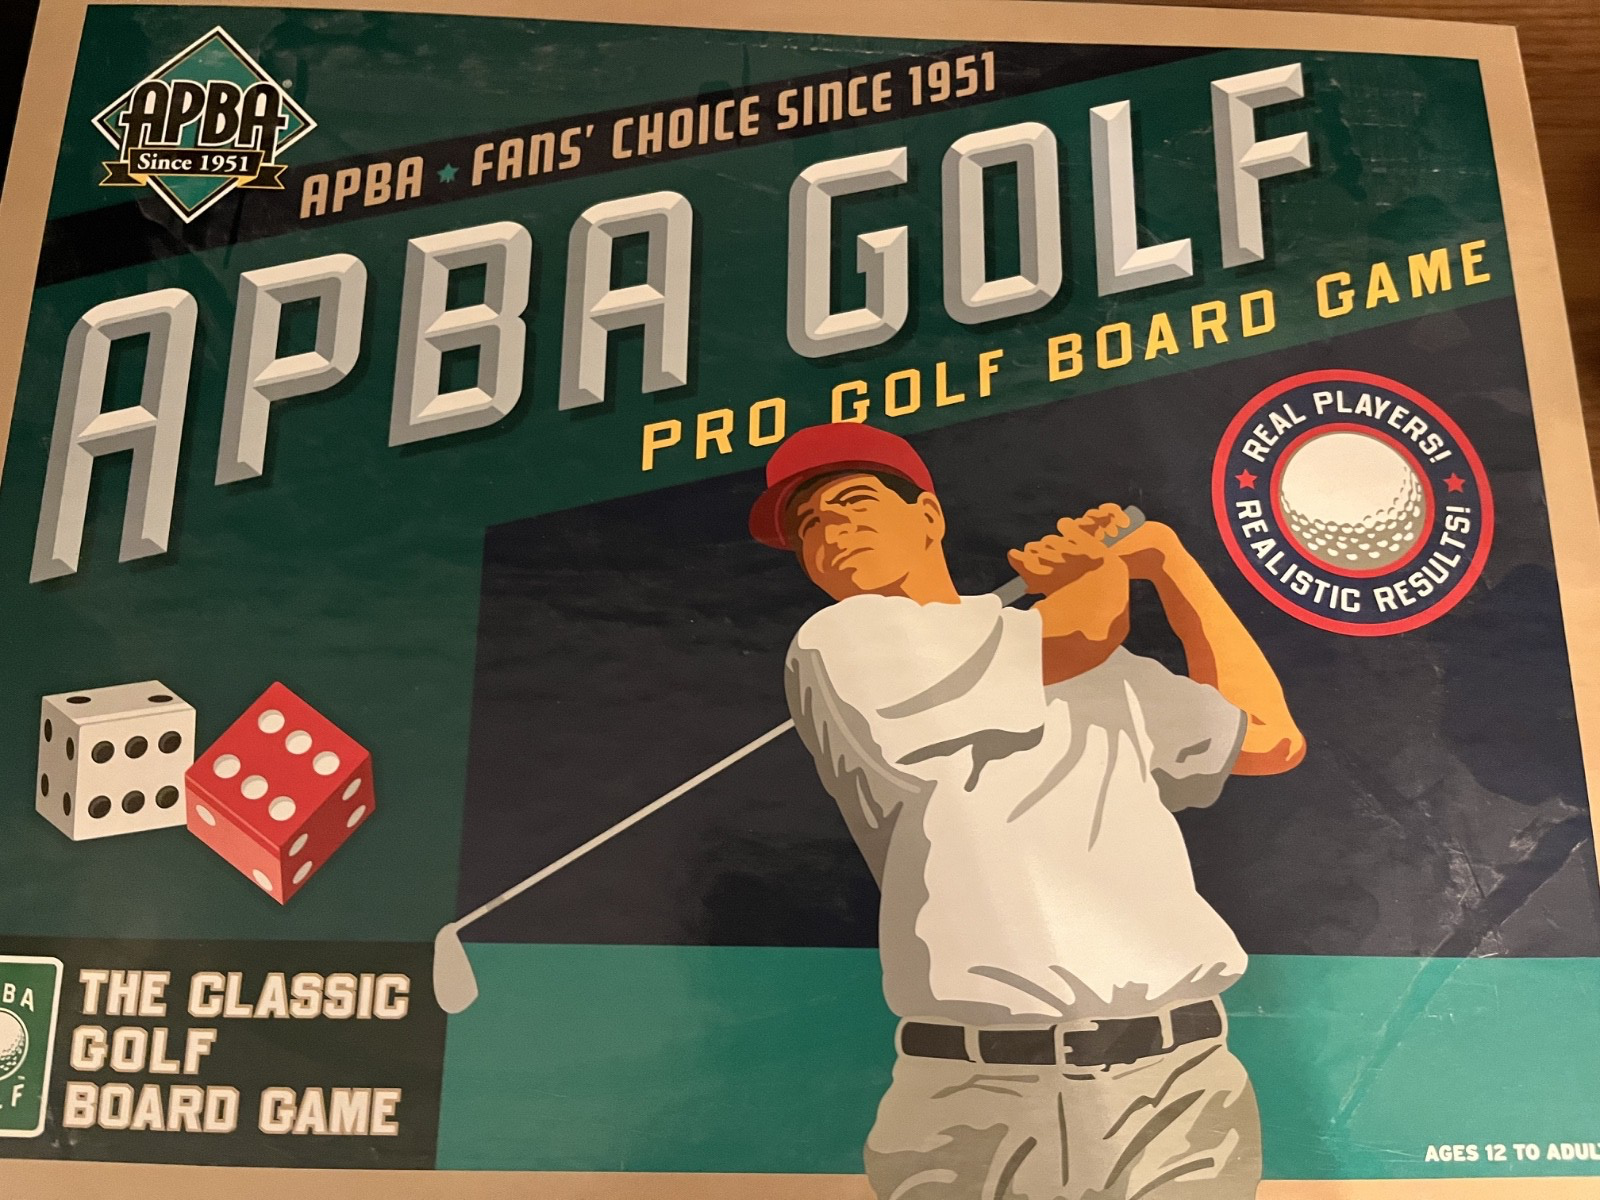 APBA
Since 1951
APBA ★ FANS' CHOICE SINCE 1951
APBA GOLF
PRO GOLF BOARD GAME
REAL PLAYERS!
REALISTIC RESULTS!
THE CLASSIC
GOLF
BOARD GAME
AGES 12 TO